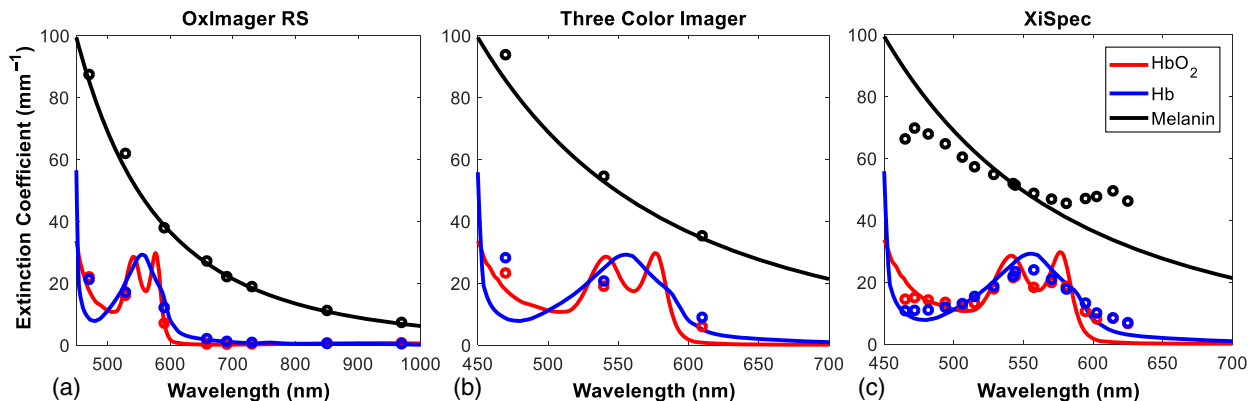 OxImager RS
Three Color Imager
XiSpec
Extinction Coefficient (mm⁻¹)
100
80
60
40
20
0
500
600
700
800
900
1000
Wavelength (nm)
(a)
100
80
60
40
20
0
450
500
550
600
650
700
Wavelength (nm)
(b)
100
80
60
40
20
0
450
500
550
600
650
700
Wavelength (nm)
(c)
HbO₂
Hb
Melanin